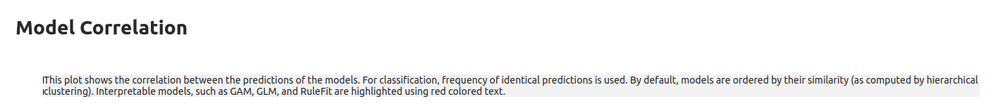 Model Correlation
This plot shows the correlation between the predictions of the models. For classification, frequency of identical predictions is used. By default, models are ordered by their similarity (as computed by hierarchical
clustering). Interpretable models, such as GAM, GLM, and RuleFit are highlighted using red colored text.